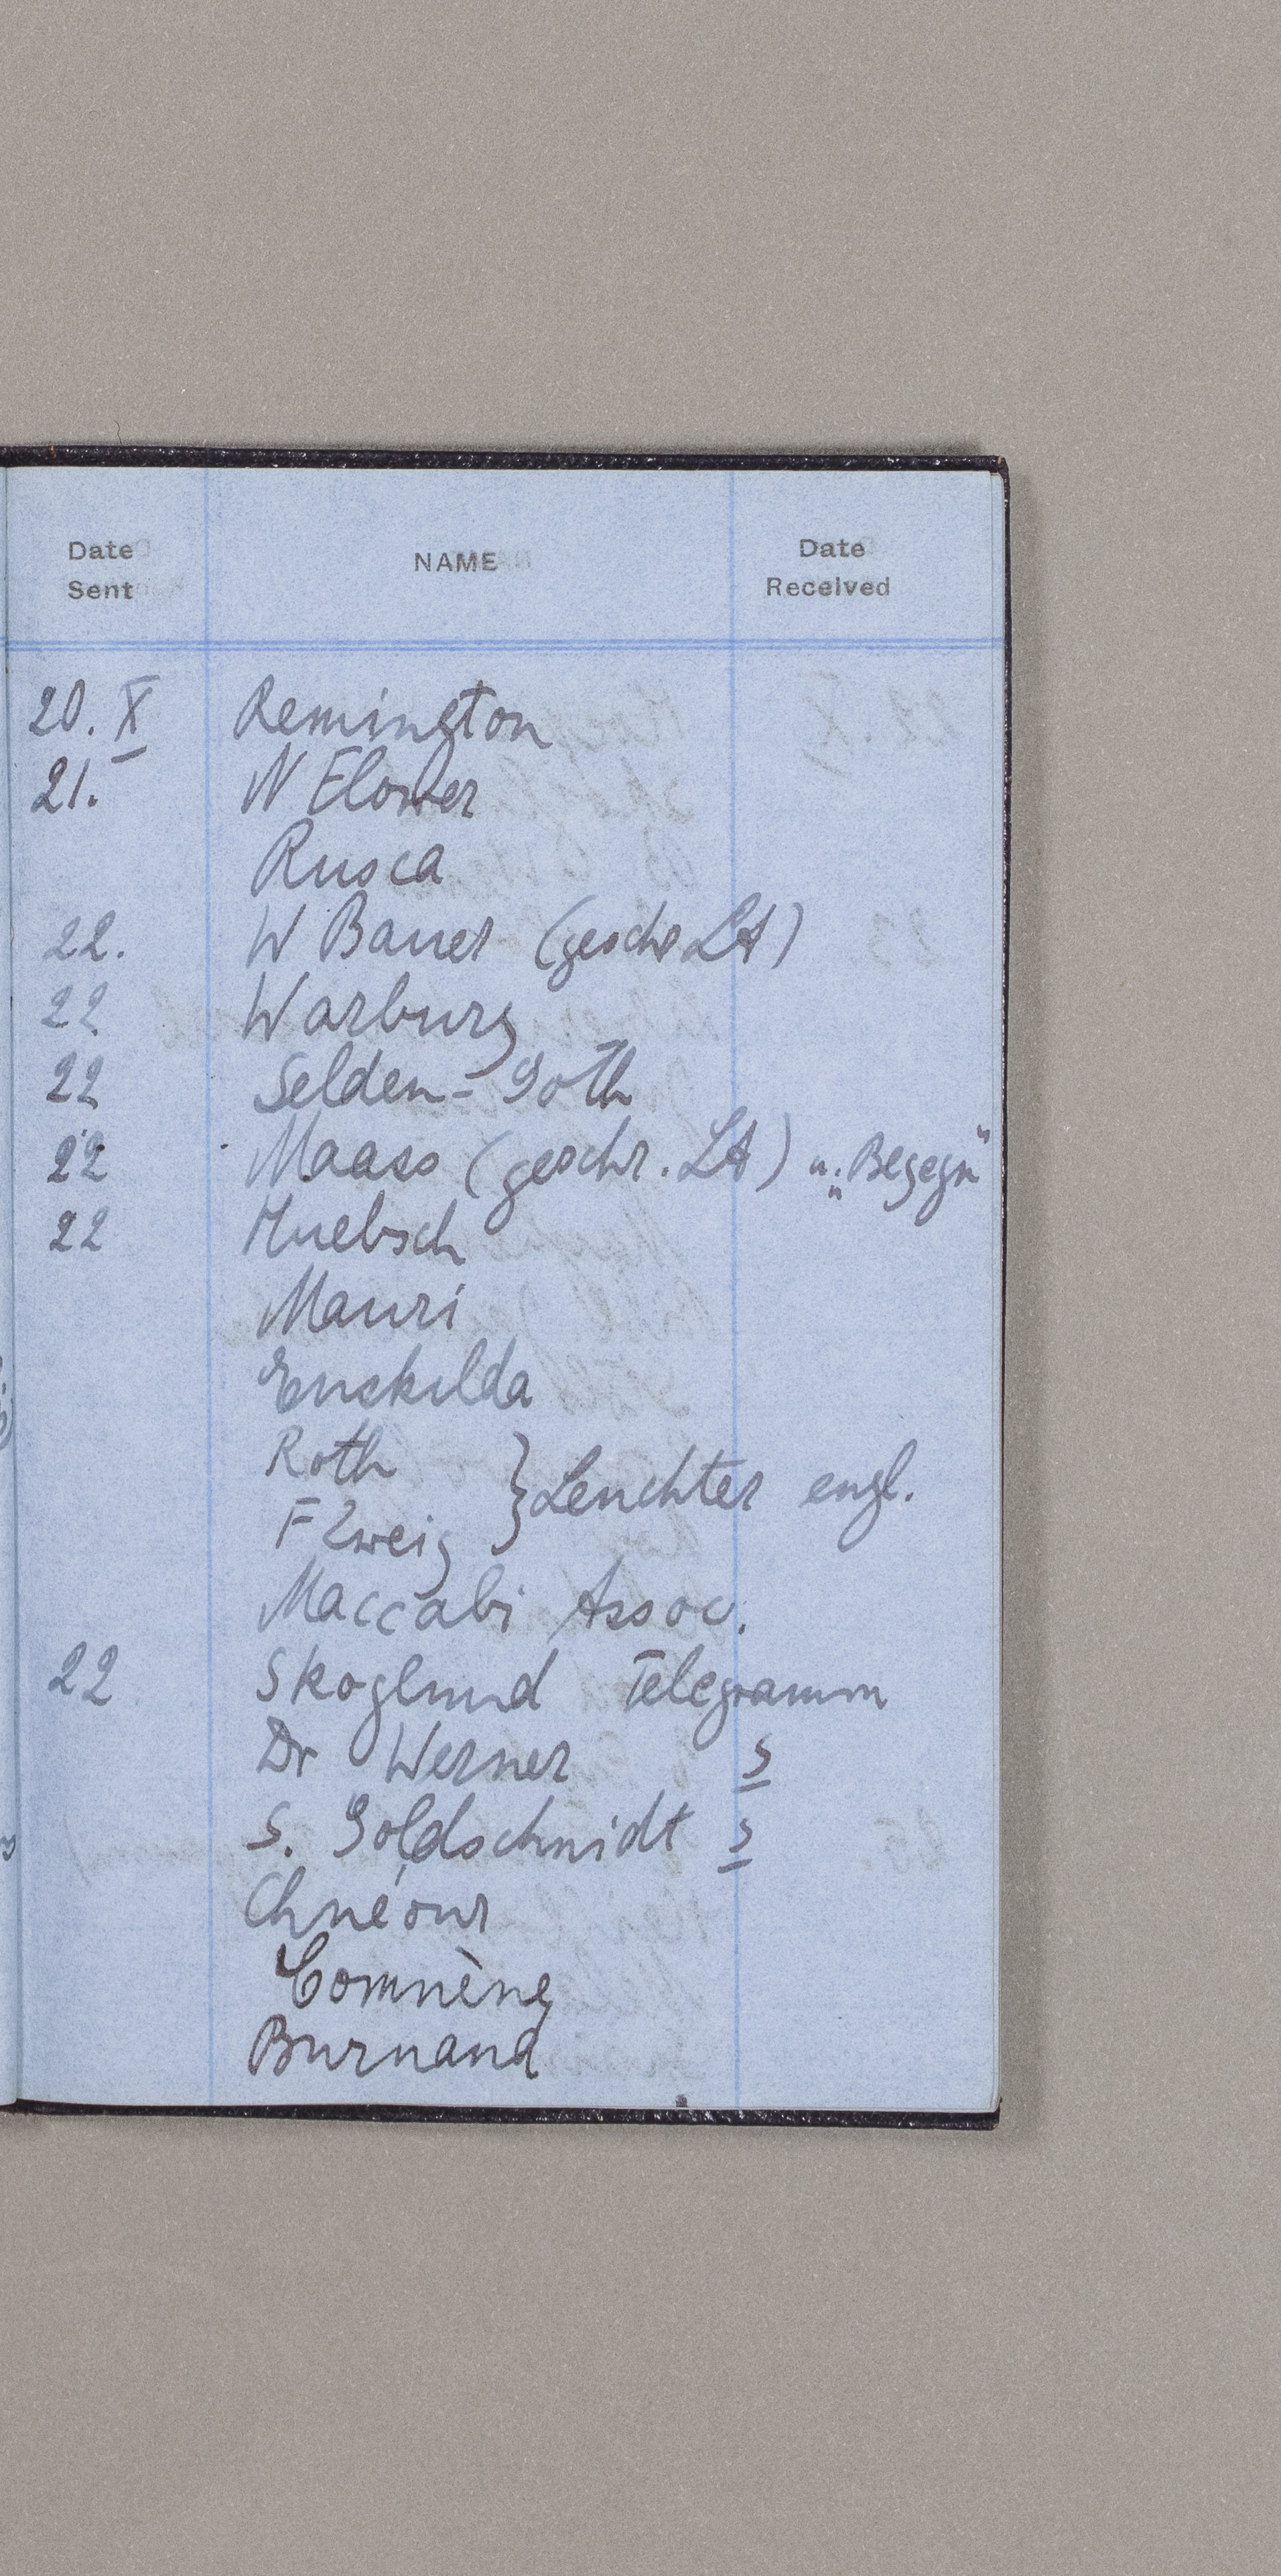 Date Sent NAME Date Received
20. X Remington
21. N Flower
Rusca
22. W Bauer (geschr LA)
22 Warburg
22 Selden-Goth
22 Maass (geschr. LA) u. „Begegn"
22 Huebsch
Mauri
Enskilda
Roth
F Zweig } Leuchter engl.
Maccabi Assoc.
22 Skoglund Telegramm
Dr Werner S
S. Goldschmidt S
Chnéour
Comnène
Burnand